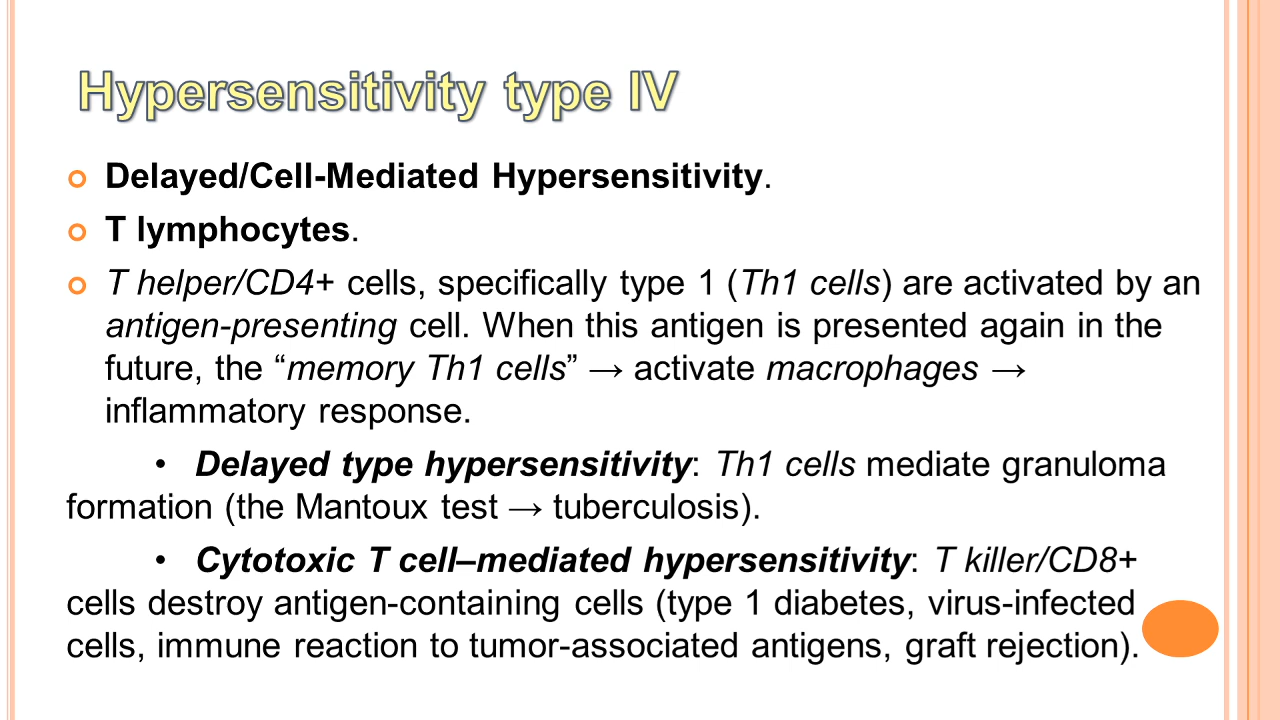 Hypersensitivity type IV
Delayed/Cell-Mediated Hypersensitivity.
T lymphocytes.
T helper/CD4+ cells, specifically type 1 (Th1 cells) are activated by an
antigen-presenting cell. When this antigen is presented again in the
future, the “memory Th1 cells” → activate macrophages →
inflammatory response.
• Delayed type hypersensitivity: Th1 cells mediate granuloma
formation (the Mantoux test → tuberculosis).
• Cytotoxic T cell–mediated hypersensitivity: T killer/CD8+
cells destroy antigen-containing cells (type 1 diabetes, virus-infected
cells, immune reaction to tumor-associated antigens, graft rejection).